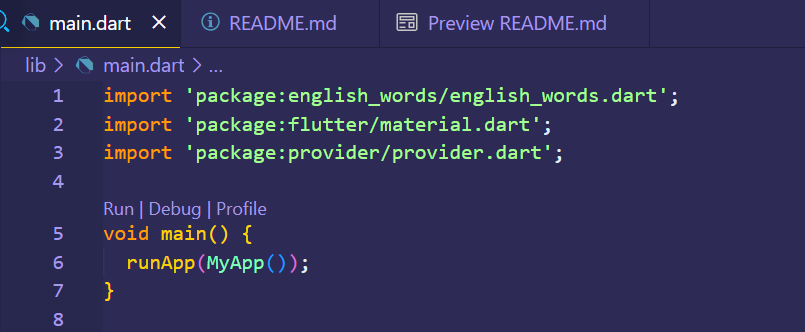 main.dart README.md Preview README.md
lib > main.dart > ...
1 import 'package:english_words/english_words.dart';
2 import 'package:flutter/material.dart';
3 import 'package:provider/provider.dart';
4
Run | Debug | Profile
5 void main() {
6   runApp(MyApp());
7 }
8